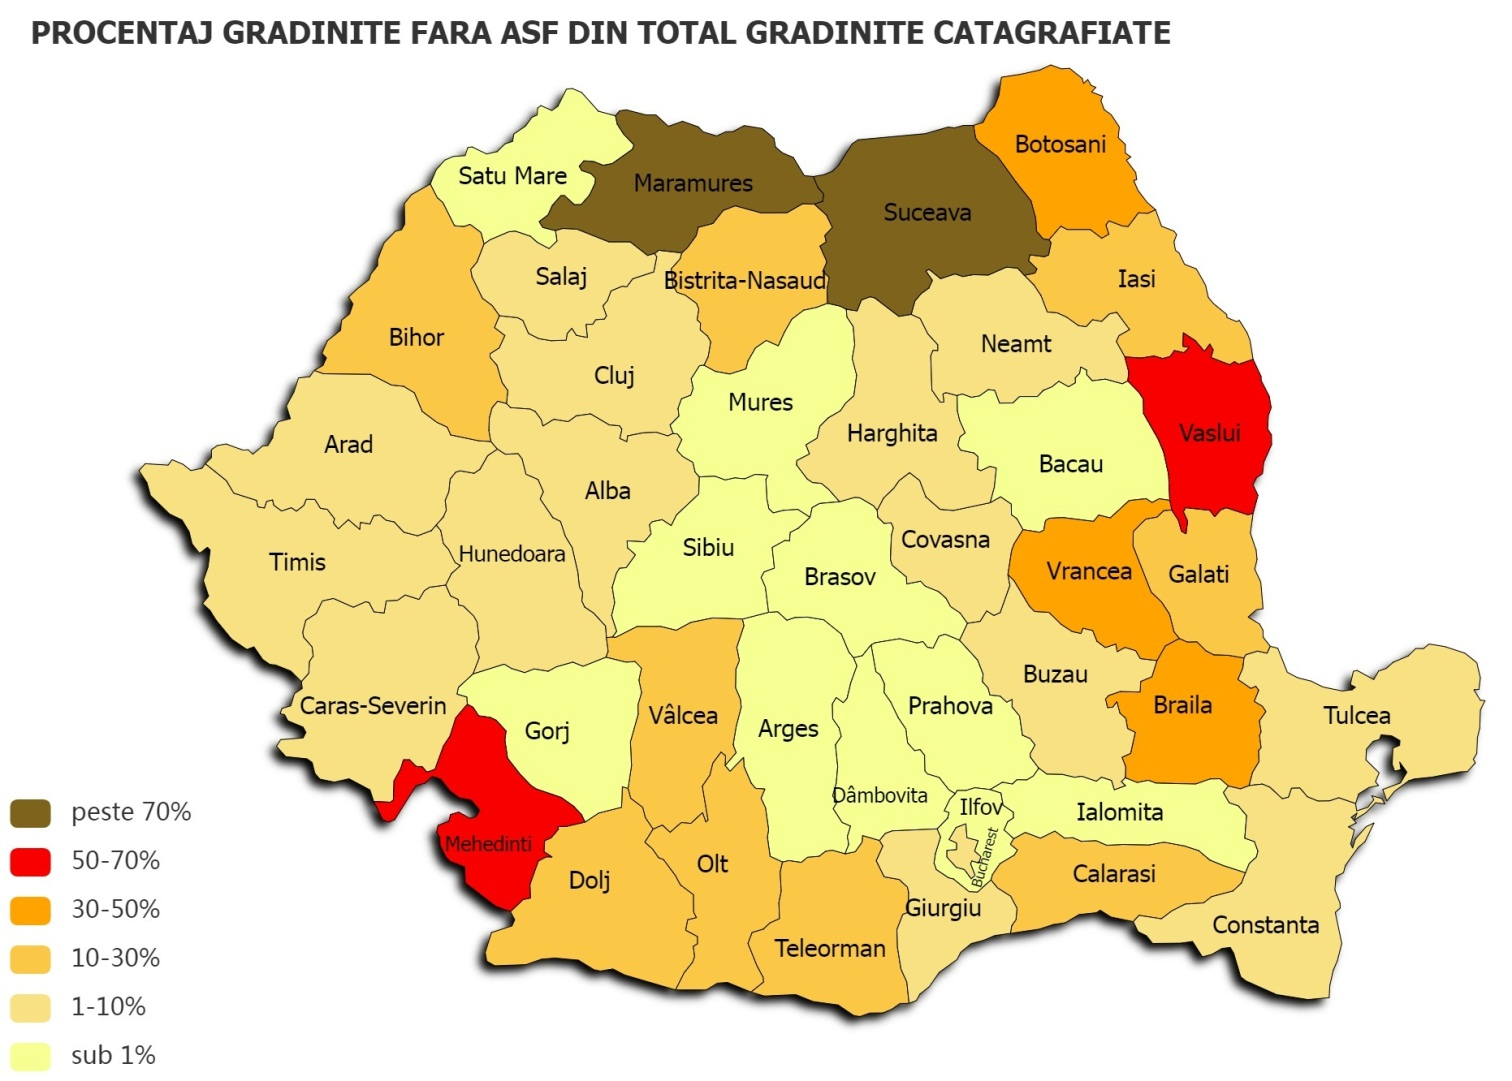 PROCENTAJ GRADINITE FARA ASF DIN TOTAL GRADINITE CATAGRAFIATE
Botosani
Satu Mare
Maramures
Suceava
Salaj
Bistrita-Nasaud
Iasi
Bihor
Cluj
Neamt
Mures
Arad
Harghita
Vaslui
Bacau
Alba
Timis
Hunedoara
Sibiu
Covasna
Brasov
Vrancea
Galati
Buzau
Caras-Severin
Gorj
Vâlcea
Arges
Prahova
Braila
Tulcea
Dâmbovita
Ilfov
Ialomita
Mehedinti
Bucharest
Dolj
Olt
Calarasi
Giurgiu
Teleorman
Constanta
peste 70%
50-70%
30-50%
10-30%
1-10%
sub 1%